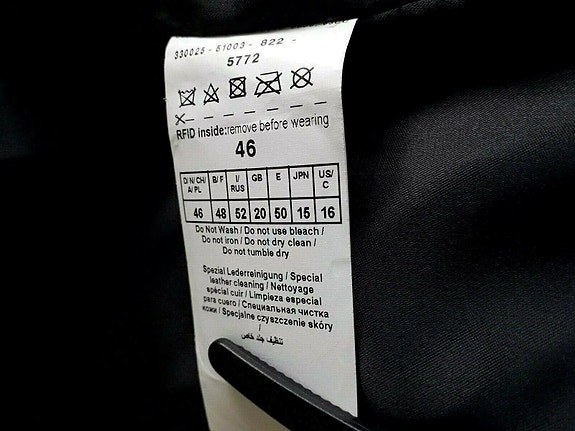 330025 - 51003 - 822 -
5772
RFID inside:remove before wearing
46
D/ N/ CH/ A/ PL B/ F I/ RUS GB E JPN US/ C
46 48 52 20 50 15 16
Do Not Wash / Do not use bleach /
Do not iron / Do not dry clean /
Do not tumble dry
Spezial Lederreinigung / Special
leather cleaning / Nettoyage
spécial cuir / Limpieza especial
para cuero / Специальная чистка
кожи / Specjalne czyszczenie skóry
/
تنظيف جلد خاص